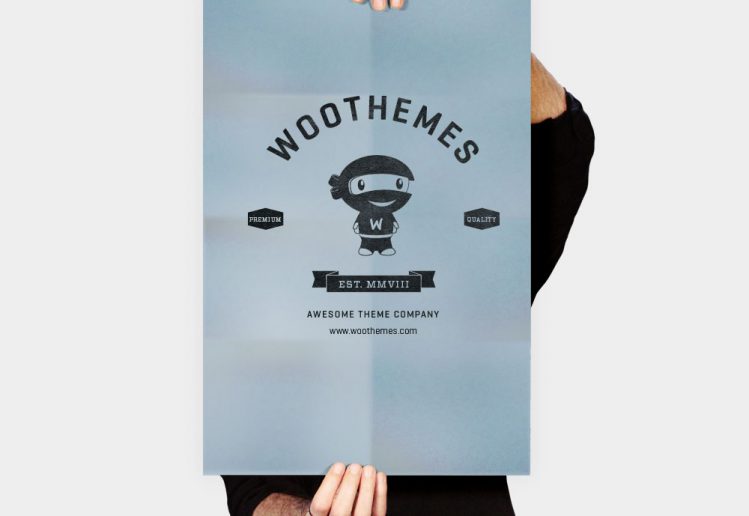 WOOTHEMES
PREMIUM
W
QUALITY
EST. MMVIII
AWESOME THEME COMPANY
www.woothemes.com